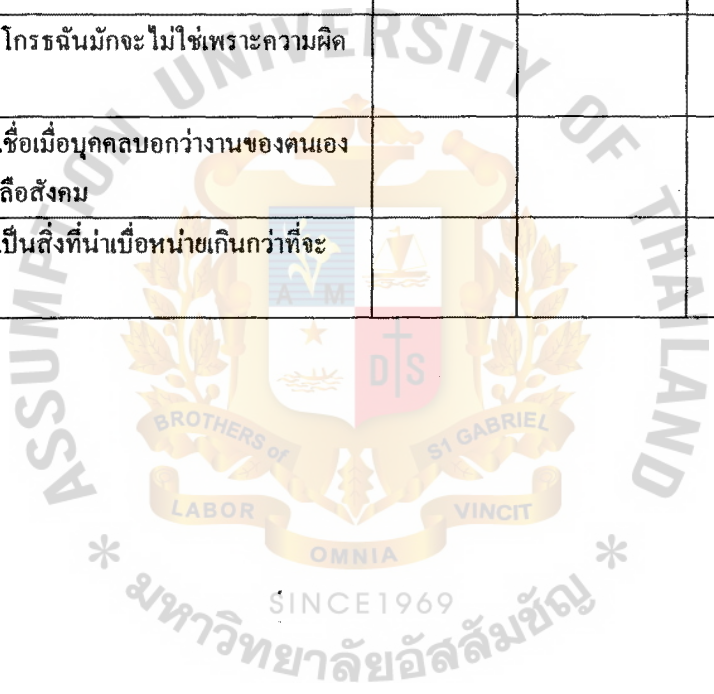 โกรธฉันมักจะไม่ใช่เพราะความผิด
เชื่อเมื่อบุคคลบอกว่างานของตนเอง
ลือสังคม
เป็นสิ่งที่น่าเบื่อหน่ายเกินกว่าที่จะ
ASSUMPTION UNIVERSITY OF THAILAND
A M
D S
BROTHERS of St GABRIEL
LABOR
VINCIT
OMNIA
SINCE1969
* มหาวิทยาลัยอัสสัมชัญ *